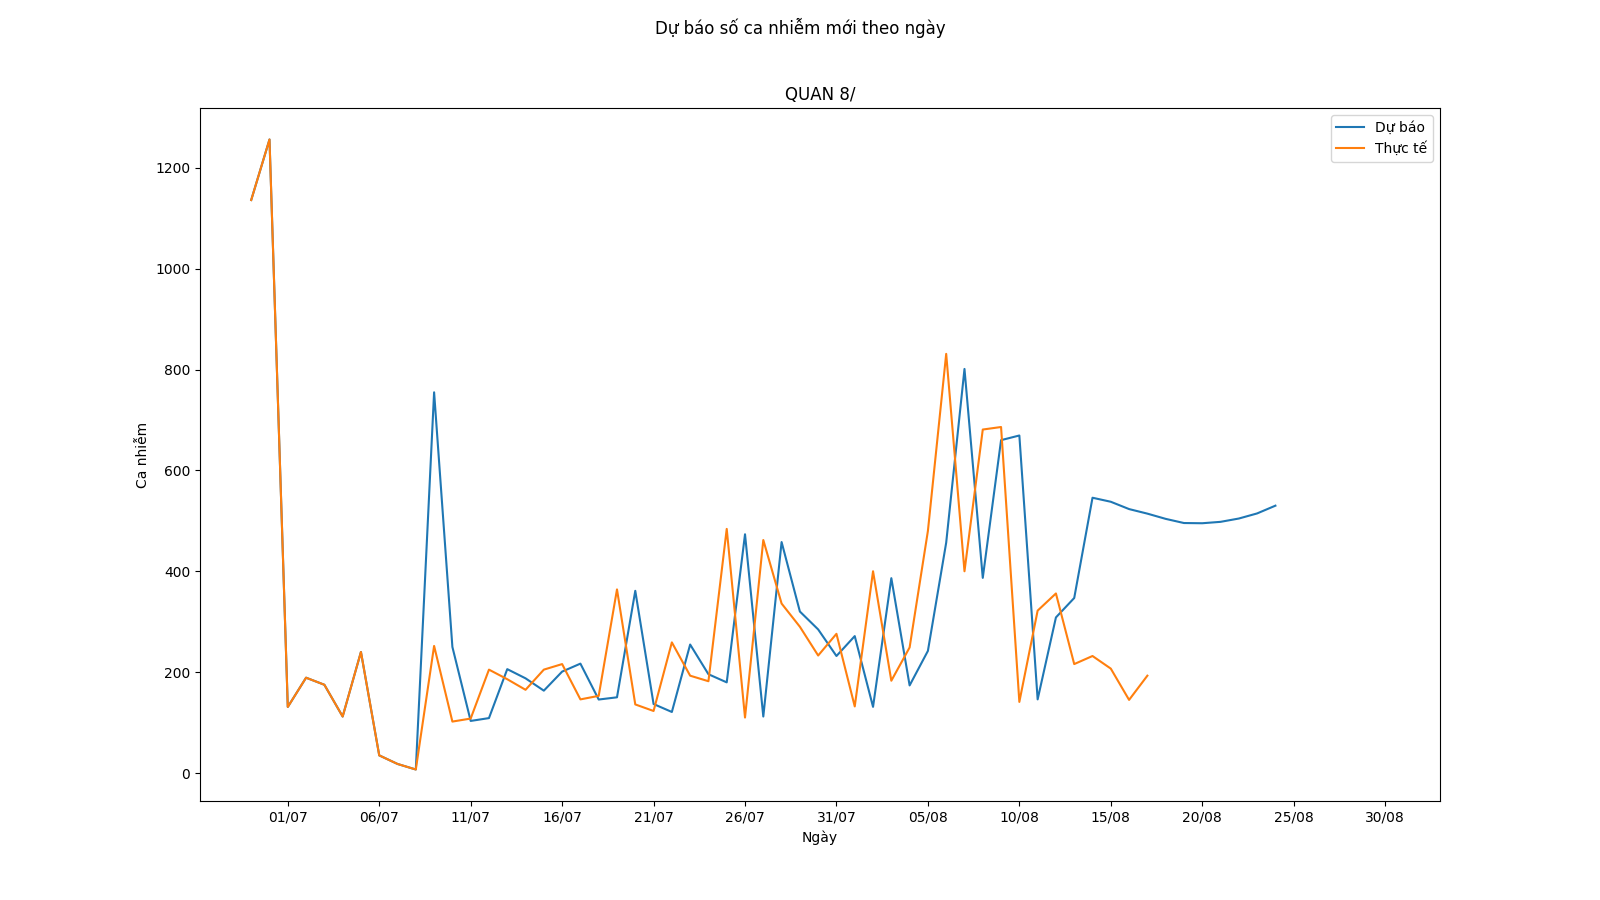 Dự báo số ca nhiễm mới theo ngày
QUAN 8/
Dự báo
Thực tế
1200
1000
800
600
400
200
0
Ca nhiễm
01/07 06/07 11/07 16/07 21/07 26/07 31/07 05/08 10/08 15/08 20/08 25/08 30/08
Ngày